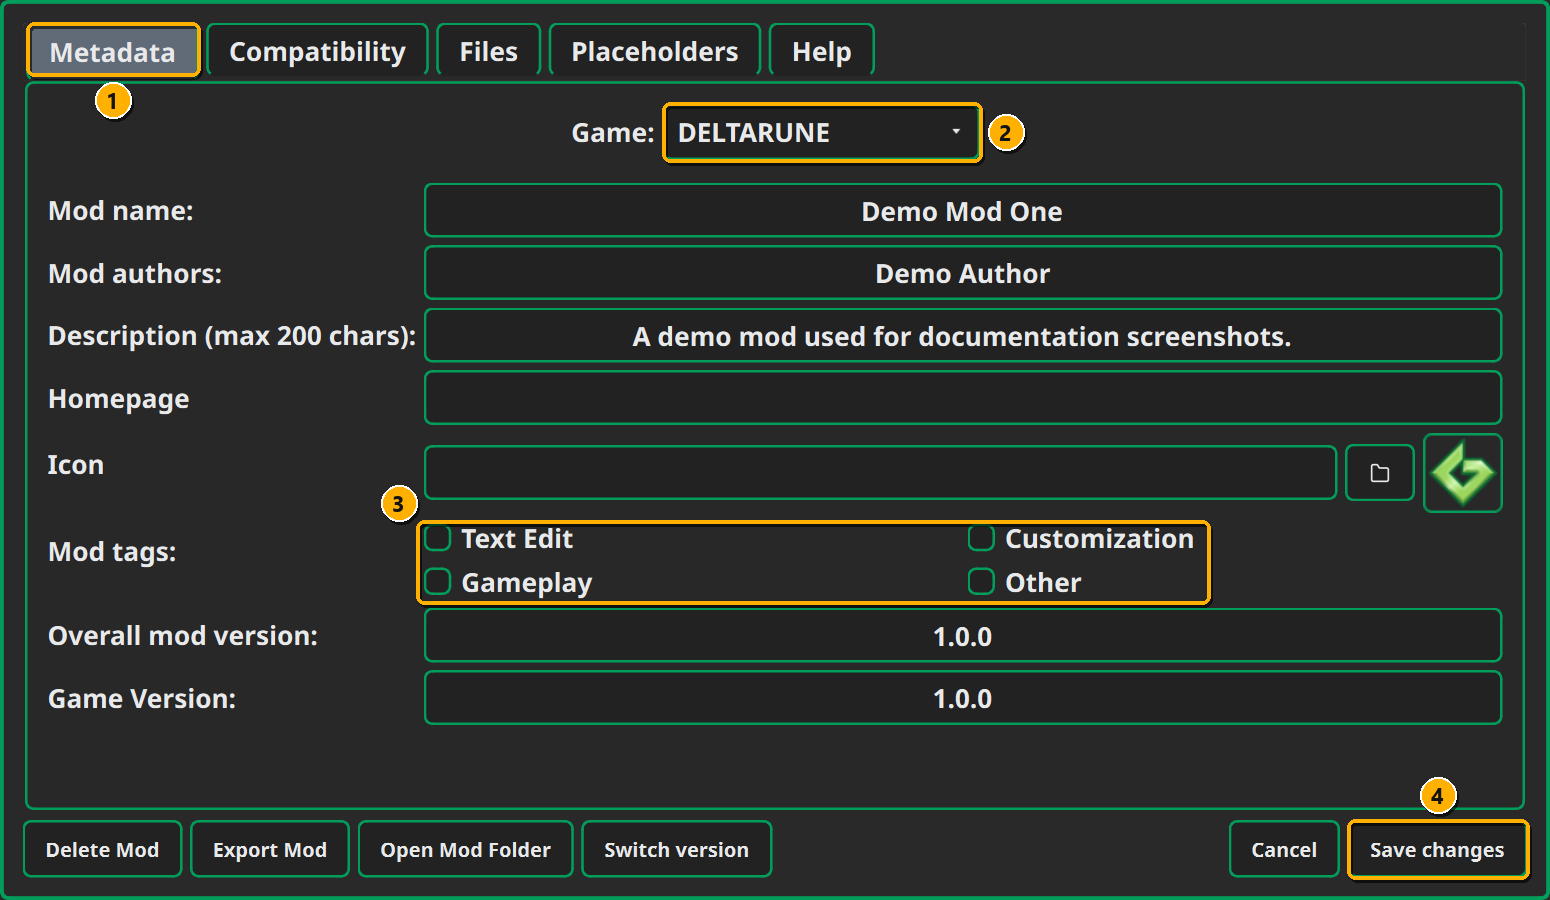 Metadata Compatibility Files Placeholders Help
1
Game: DELTARUNE 2
Mod name: Demo Mod One
Mod authors: Demo Author
Description (max 200 chars): A demo mod used for documentation screenshots.
Homepage
Icon
3
Mod tags: Text Edit Customization
Gameplay Other
Overall mod version: 1.0.0
Game Version: 1.0.0
4
Delete Mod Export Mod Open Mod Folder Switch version Cancel Save changes